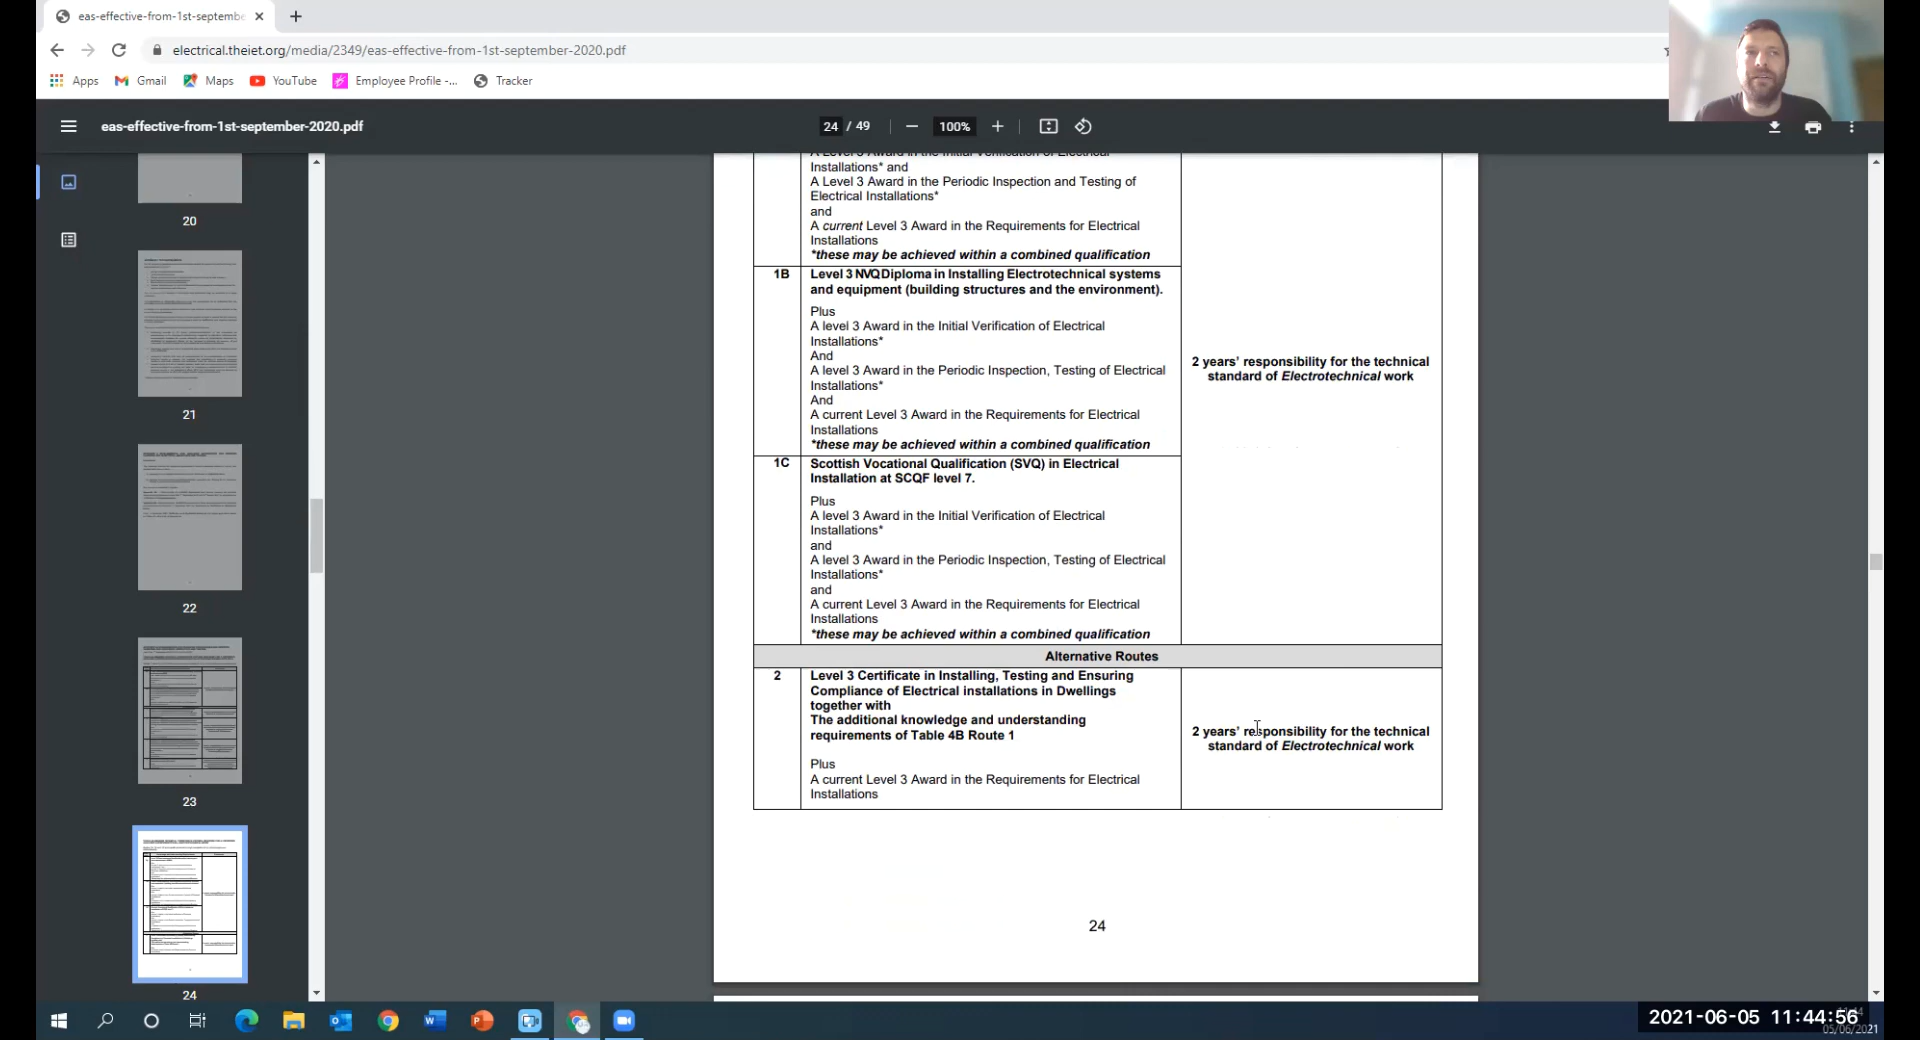 eas-effective-from-1st-septembe
electrical.theiet.org/media/2349/eas-effective-from-1st-september-2020.pdf
Apps Gmail Maps YouTube Employee Profile -... Tracker
eas-effective-from-1st-september-2020.pdf
24 / 49 100%
20
21
22
23
24
Installations* and
A Level 3 Award in the Periodic Inspection and Testing of
Electrical Installations*
and
A current Level 3 Award in the Requirements for Electrical
Installations
*these may be achieved within a combined qualification
1B Level 3 NVQ Diploma in Installing Electrotechnical systems
and equipment (building structures and the environment).
Plus
A level 3 Award in the Initial Verification of Electrical
Installations*
And
A level 3 Award in the Periodic Inspection, Testing of Electrical
Installations*
And
A current Level 3 Award in the Requirements for Electrical
Installations
*these may be achieved within a combined qualification
2 years' responsibility for the technical
standard of Electrotechnical work
1C Scottish Vocational Qualification (SVQ) in Electrical
Installation at SCQF level 7.
Plus
A level 3 Award in the Initial Verification of Electrical
Installations*
and
A level 3 Award in the Periodic Inspection, Testing of Electrical
Installations*
and
A current Level 3 Award in the Requirements for Electrical
Installations
*these may be achieved within a combined qualification
Alternative Routes
2 Level 3 Certificate in Installing, Testing and Ensuring
Compliance of Electrical installations in Dwellings
together with
The additional knowledge and understanding
requirements of Table 4B Route 1
Plus
A current Level 3 Award in the Requirements for Electrical
Installations
2 years' responsibility for the technical
standard of Electrotechnical work
24
2021-06-05 11:44:56
05/06/2021